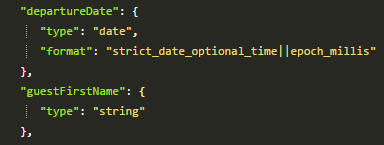 "departureDate": {
"type": "date",
"format": "strict_date_optional_time||epoch_millis"
},
"guestFirstName": {
"type": "string"
},